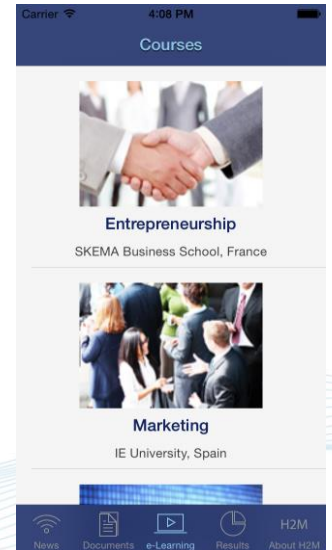 Carrier 4:08 PM
Courses
Entrepreneurship
SKEMA Business School, France
Marketing
IE University, Spain
H2M
News Documents e-Learning Results About H2M